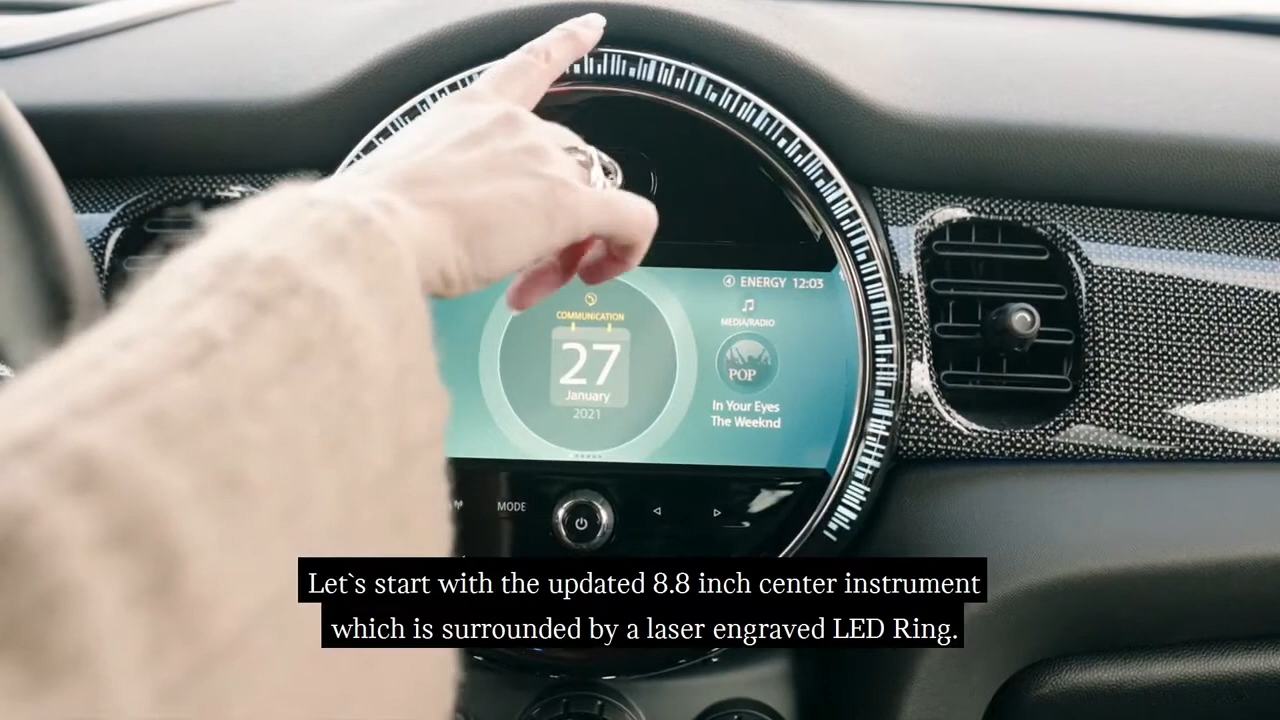 ENERGY 12:03
COMMUNICATION
MEDIA/RADIO
27
January
2021
POP
In Your Eyes
The Weeknd
MODE
Let`s start with the updated 8.8 inch center instrument
which is surrounded by a laser engraved LED Ring.